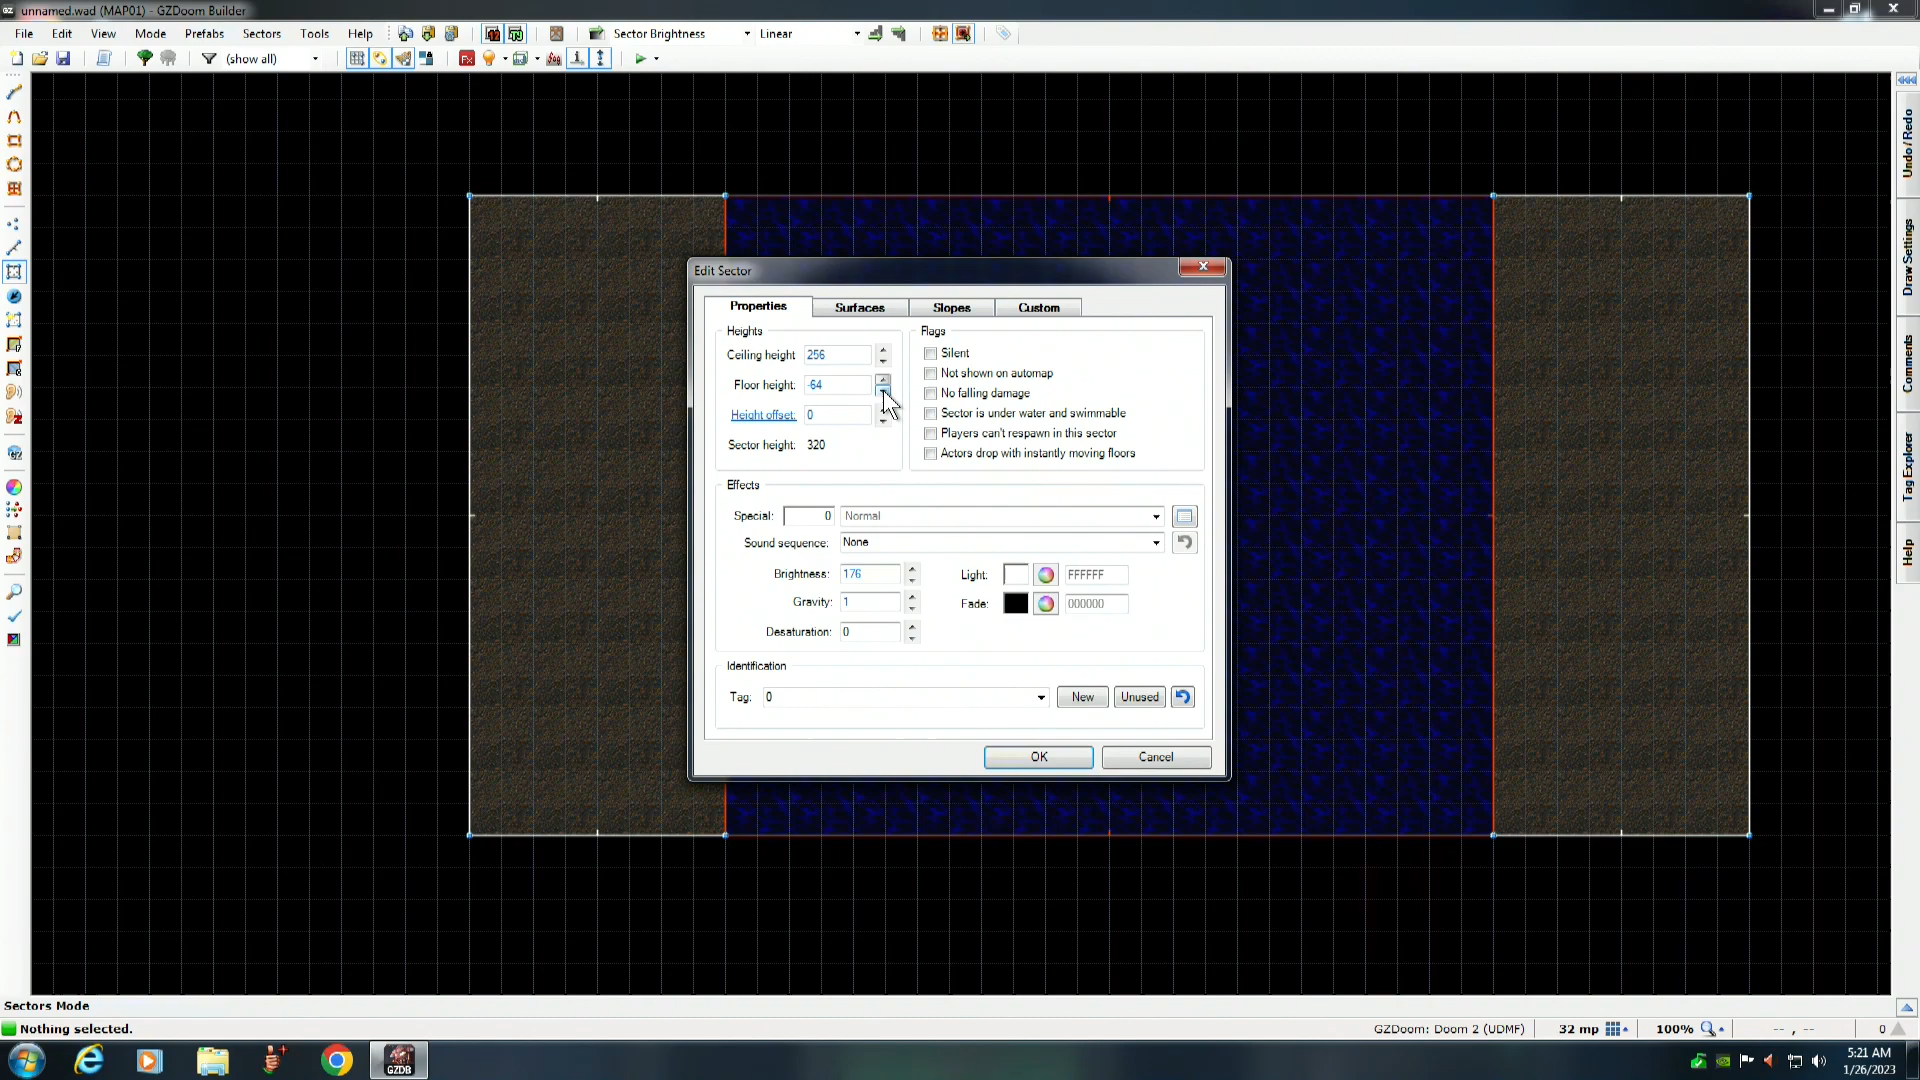 unnamed.wad (MAP01) - GZDoom Builder
File Edit View Mode Prefabs Sectors Tools Help Sector Brightness Linear
(show all)
Undo / Redo
Draw Settings
Comments
Tag Explorer
Help
Edit Sector
Properties Surfaces Slopes Custom
Heights
Ceiling height 256
Floor height: -64
Height offset: 0
Sector height: 320
Flags
Silent
Not shown on automap
No falling damage
Sector is under water and swimmable
Players can't respawn in this sector
Actors drop with instantly moving floors
Effects
Special: 0 Normal
Sound sequence: None
Brightness: 176 Light: FFFFFF
Gravity: 1 Fade: 000000
Desaturation: 0
Identification
Tag: 0 New Unused
OK Cancel
Sectors Mode
Nothing selected. GZDoom: Doom 2 (UDMF) 32 mp 100% -- , -- 0
GZDB
5:21 AM
1/26/2023